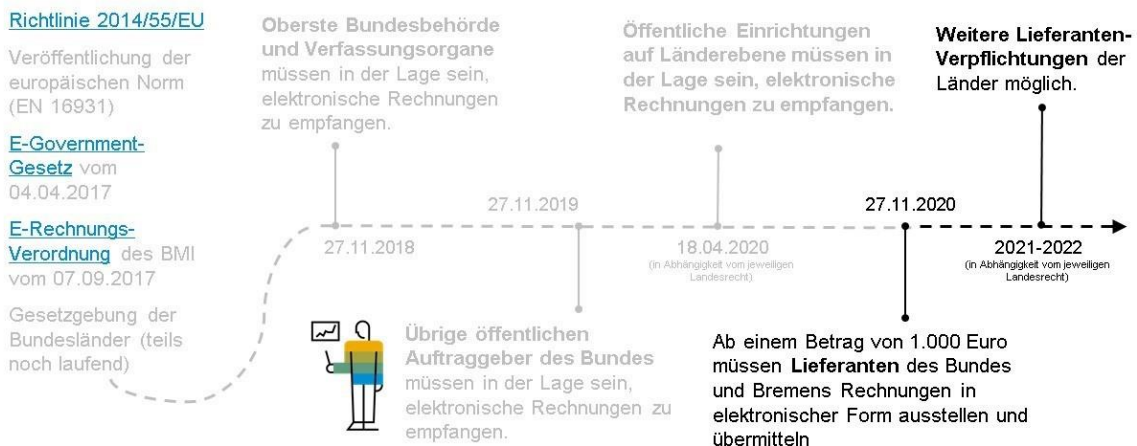 Richtlinie 2014/55/EU
Veröffentlichung der
europäischen Norm
(EN 16931)
E-Government-
Gesetz vom
04.04.2017
E-Rechnungs-
Verordnung des BMI
vom 07.09.2017
Gesetzgebung der
Bundesländer (teils
noch laufend)
Oberste Bundesbehörde
und Verfassungsorgane
müssen in der Lage sein,
elektronische Rechnungen
zu empfangen.
27.11.2018
27.11.2019
Übrige öffentlichen
Auftraggeber des Bundes
müssen in der Lage sein,
elektronische Rechnungen zu
empfangen.
Öffentliche Einrichtungen
auf Länderebene müssen in
der Lage sein, elektronische
Rechnungen zu empfangen.
18.04.2020
(in Abhängigkeit vom jeweiligen
Landesrecht)
27.11.2020
Ab einem Betrag von 1.000 Euro
müssen Lieferanten des Bundes
und Bremens Rechnungen in
elektronischer Form ausstellen und
übermitteln
Weitere Lieferanten-
Verpflichtungen der
Länder möglich.
2021-2022
(in Abhängigkeit vom jeweiligen
Landesrecht)